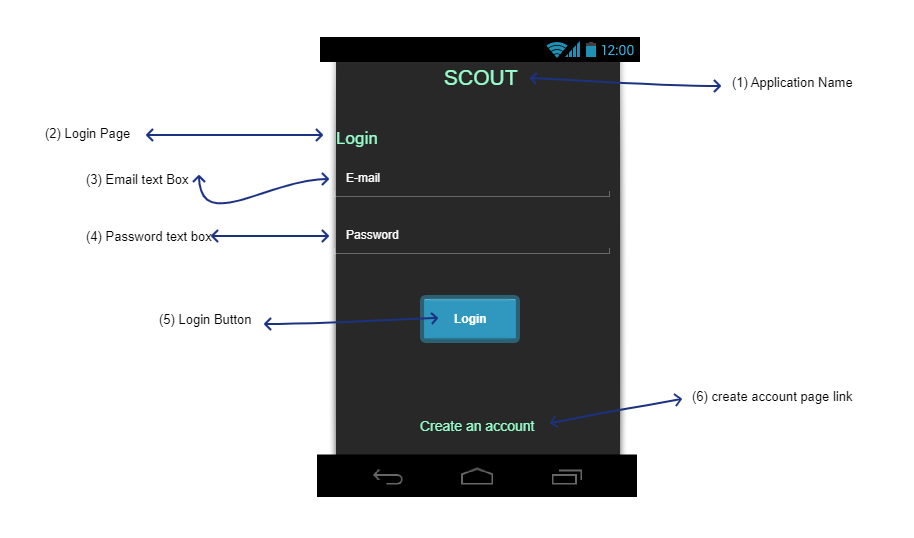 12:00
SCOUT
(1) Application Name
(2) Login Page
Login
(3) Email text Box
E-mail
(4) Password text box
Password
(5) Login Button
Login
(6) create account page link
Create an account